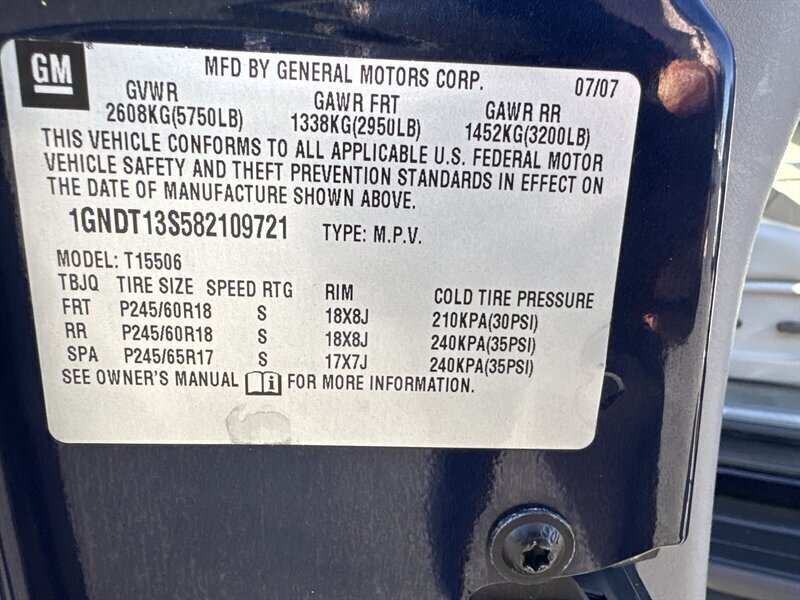 GM
MFD BY GENERAL MOTORS CORP. 07/07
GVWR GAWR FRT GAWR RR
2608KG(5750LB) 1338KG(2950LB) 1452KG(3200LB)
THIS VEHICLE CONFORMS TO ALL APPLICABLE U.S. FEDERAL MOTOR
VEHICLE SAFETY AND THEFT PREVENTION STANDARDS IN EFFECT ON
THE DATE OF MANUFACTURE SHOWN ABOVE.
1GNDT13S582109721 TYPE: M.P.V.
MODEL: T15506
TBJQ TIRE SIZE SPEED RTG RIM COLD TIRE PRESSURE
FRT P245/60R18 S 18X8J 210KPA(30PSI)
RR P245/60R18 S 18X8J 240KPA(35PSI)
SPA P245/65R17 S 17X7J 240KPA(35PSI)
SEE OWNER'S MANUAL FOR MORE INFORMATION.